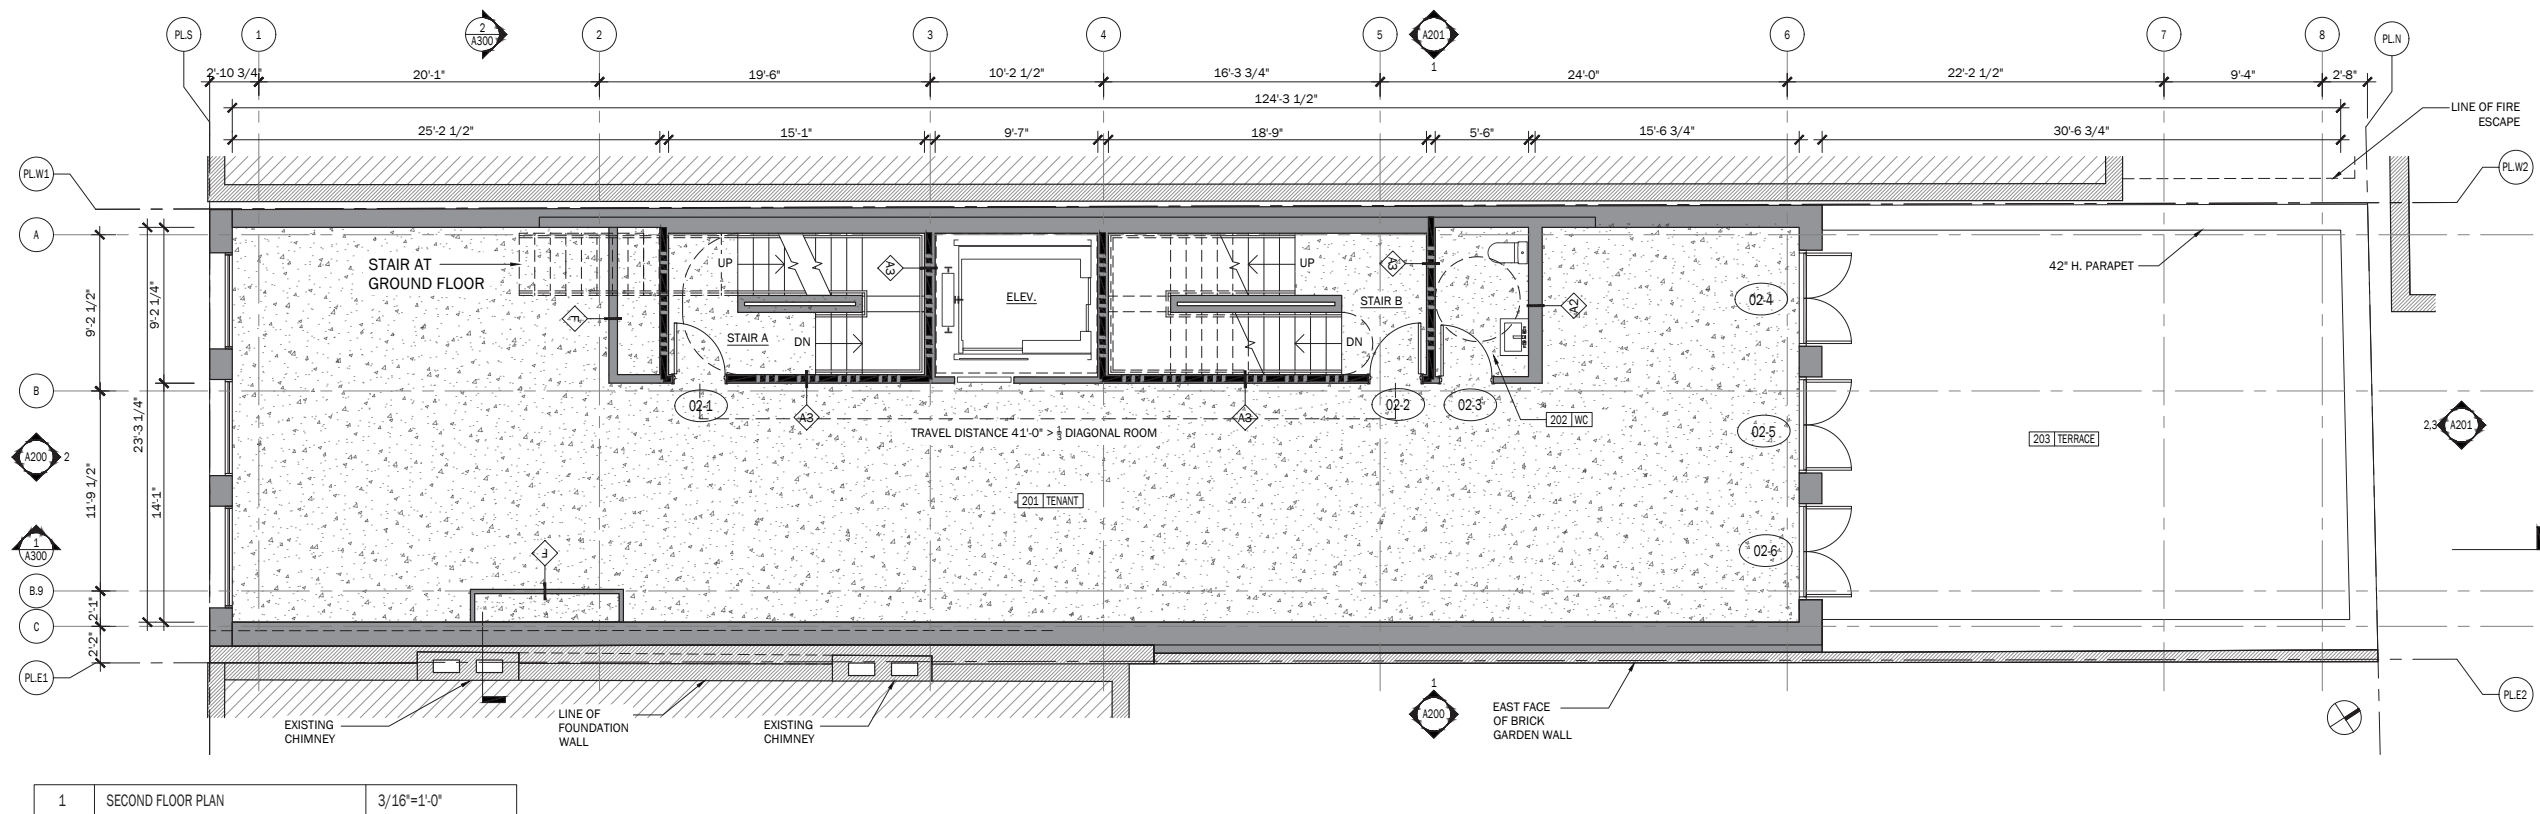 PL.S
1
2
A300
2
3
4
5
A201
1
6
7
8
PL.N
2'-10 3/4"
20'-1"
19'-6"
10'-2 1/2"
16'-3 3/4"
24'-0"
22'-2 1/2"
9'-4"
2'-8"
124'-3 1/2"
25'-2 1/2"
15'-1"
9'-7"
18'-9"
5'-6"
15'-6 3/4"
30'-6 3/4"
LINE OF FIRE
ESCAPE
PL.W1
PL.W2
A
STAIR AT
GROUND FLOOR
UP
A3
ELEV.
UP
A3
STAIR B
A2
02-4
42" H. PARAPET
9'-9 1/2"
9'-2 1/4"
F
STAIR A
DN
DN
B
02-1
A3
A3
02-2
02-3
202 WC
02-5
203 TERRACE
23'-3 1/4"
TRAVEL DISTANCE 41'-0" > 1/3 DIAGONAL ROOM
A200
2
2,3
A201
11'-9 1/2"
14'-1"
201 TENANT
1
A300
F
02-6
B.9
2'-1"
C
2'-2"
PL.E1
PL.E2
EXISTING
CHIMNEY
LINE OF
FOUNDATION
WALL
EXISTING
CHIMNEY
1
A200
EAST FACE
OF BRICK
GARDEN WALL
1
SECOND FLOOR PLAN
3/16"=1'-0"